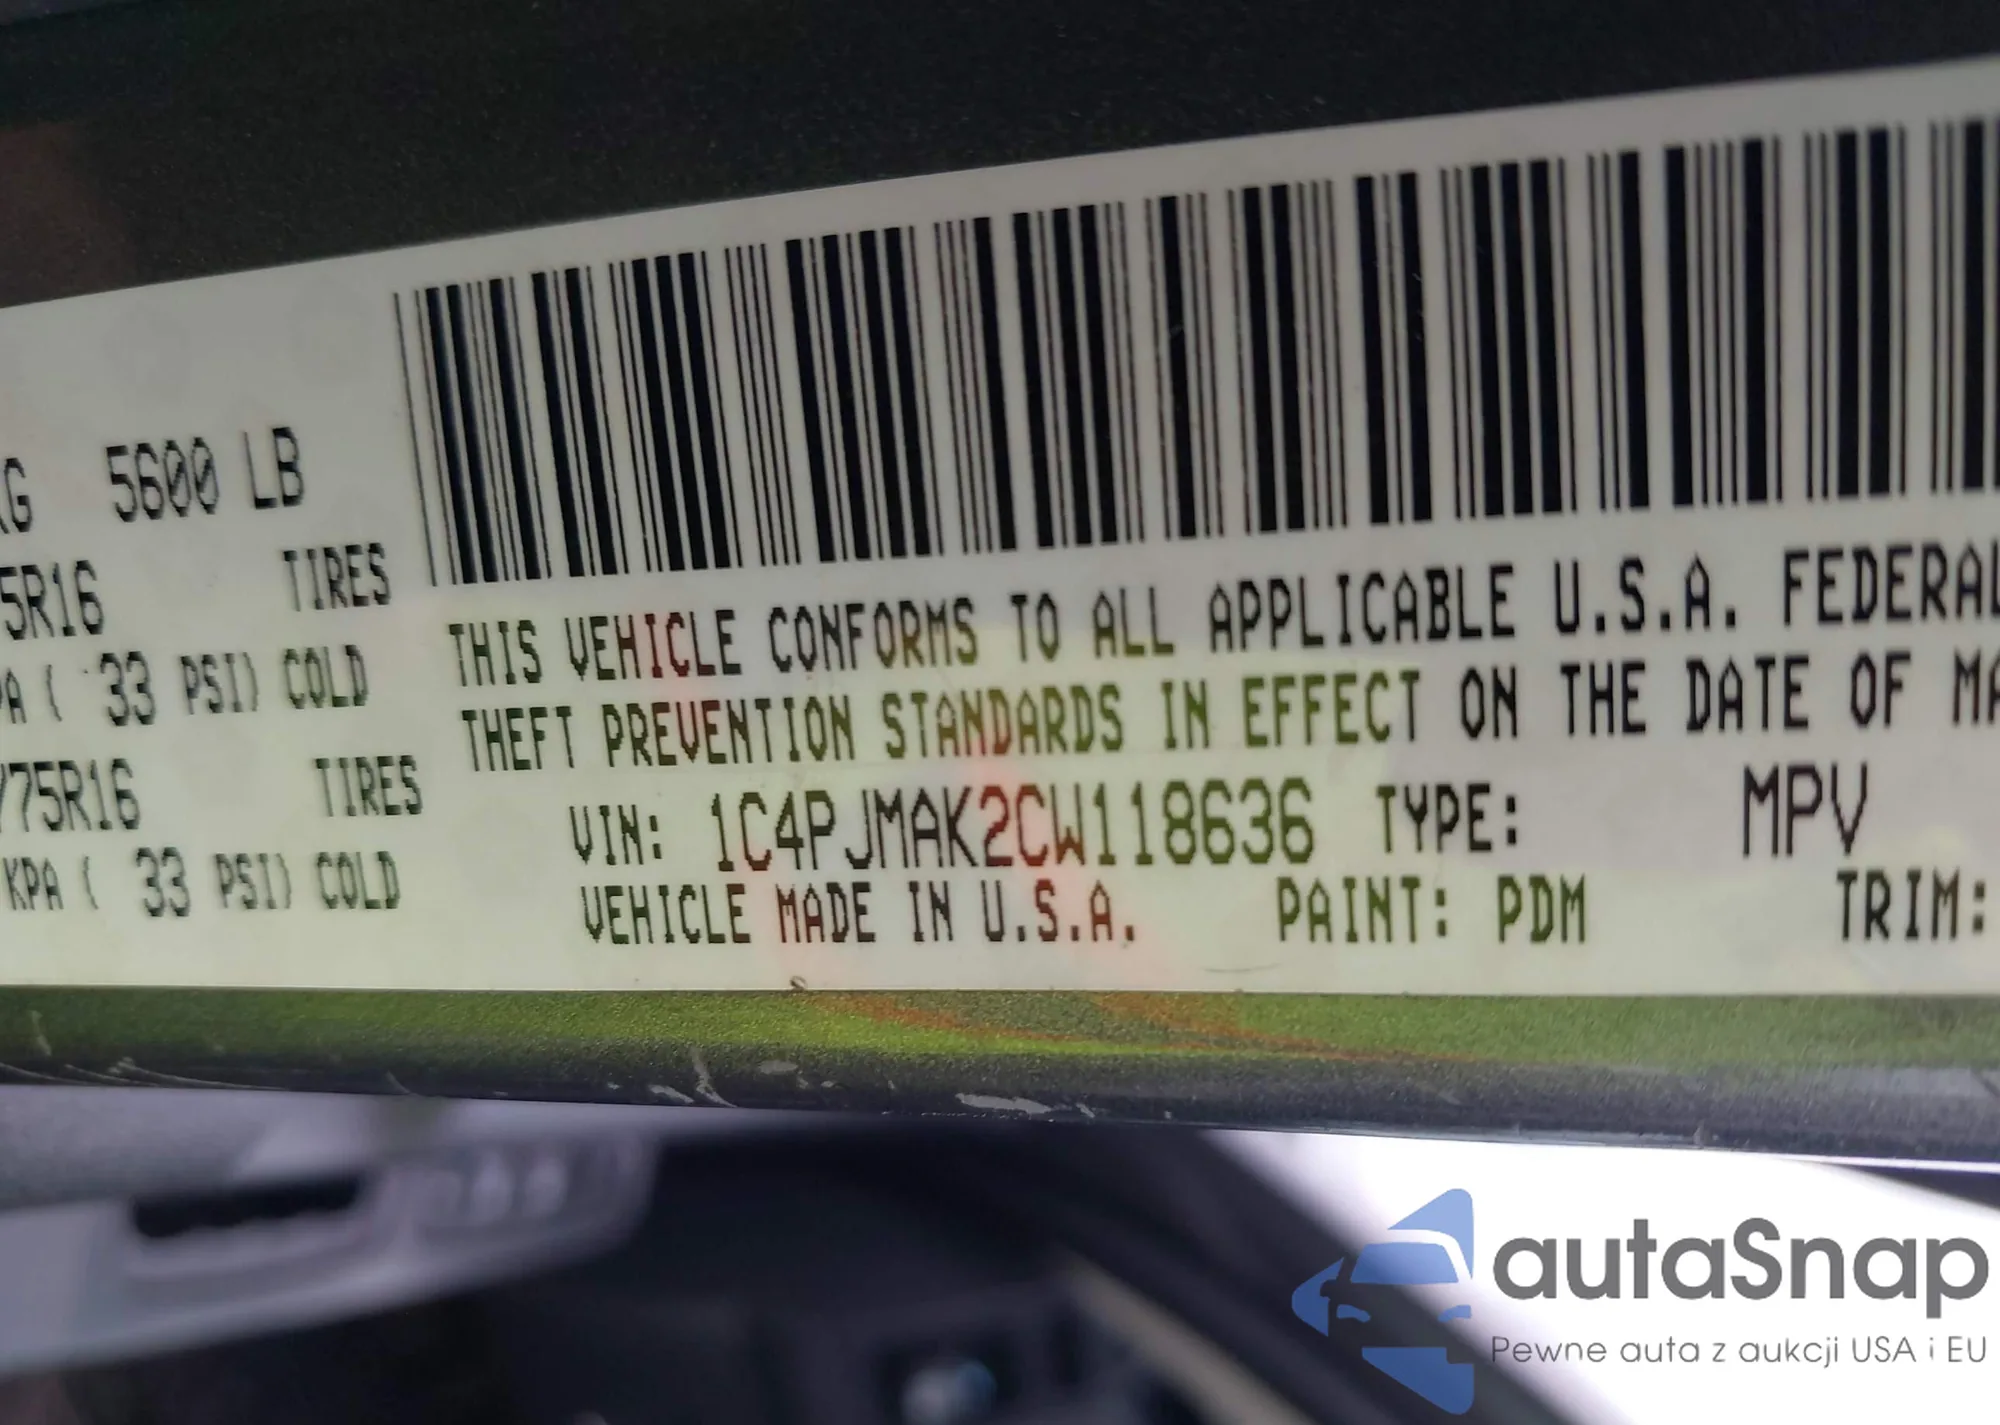 5600 LB
5R16 TIRES
( 33 PSI) COLD
75R16 TIRES
KPA ( 33 PSI) COLD
THIS VEHICLE CONFORMS TO ALL APPLICABLE U.S.A. FEDERAL
THEFT PREVENTION STANDARDS IN EFFECT ON THE DATE OF MA
VIN: 1C4PJMAK2CW118636 TYPE: MPV
VEHICLE MADE IN U.S.A. PAINT: PDM TRIM:
autaSnap
Pewne auta z aukcji USA i EU